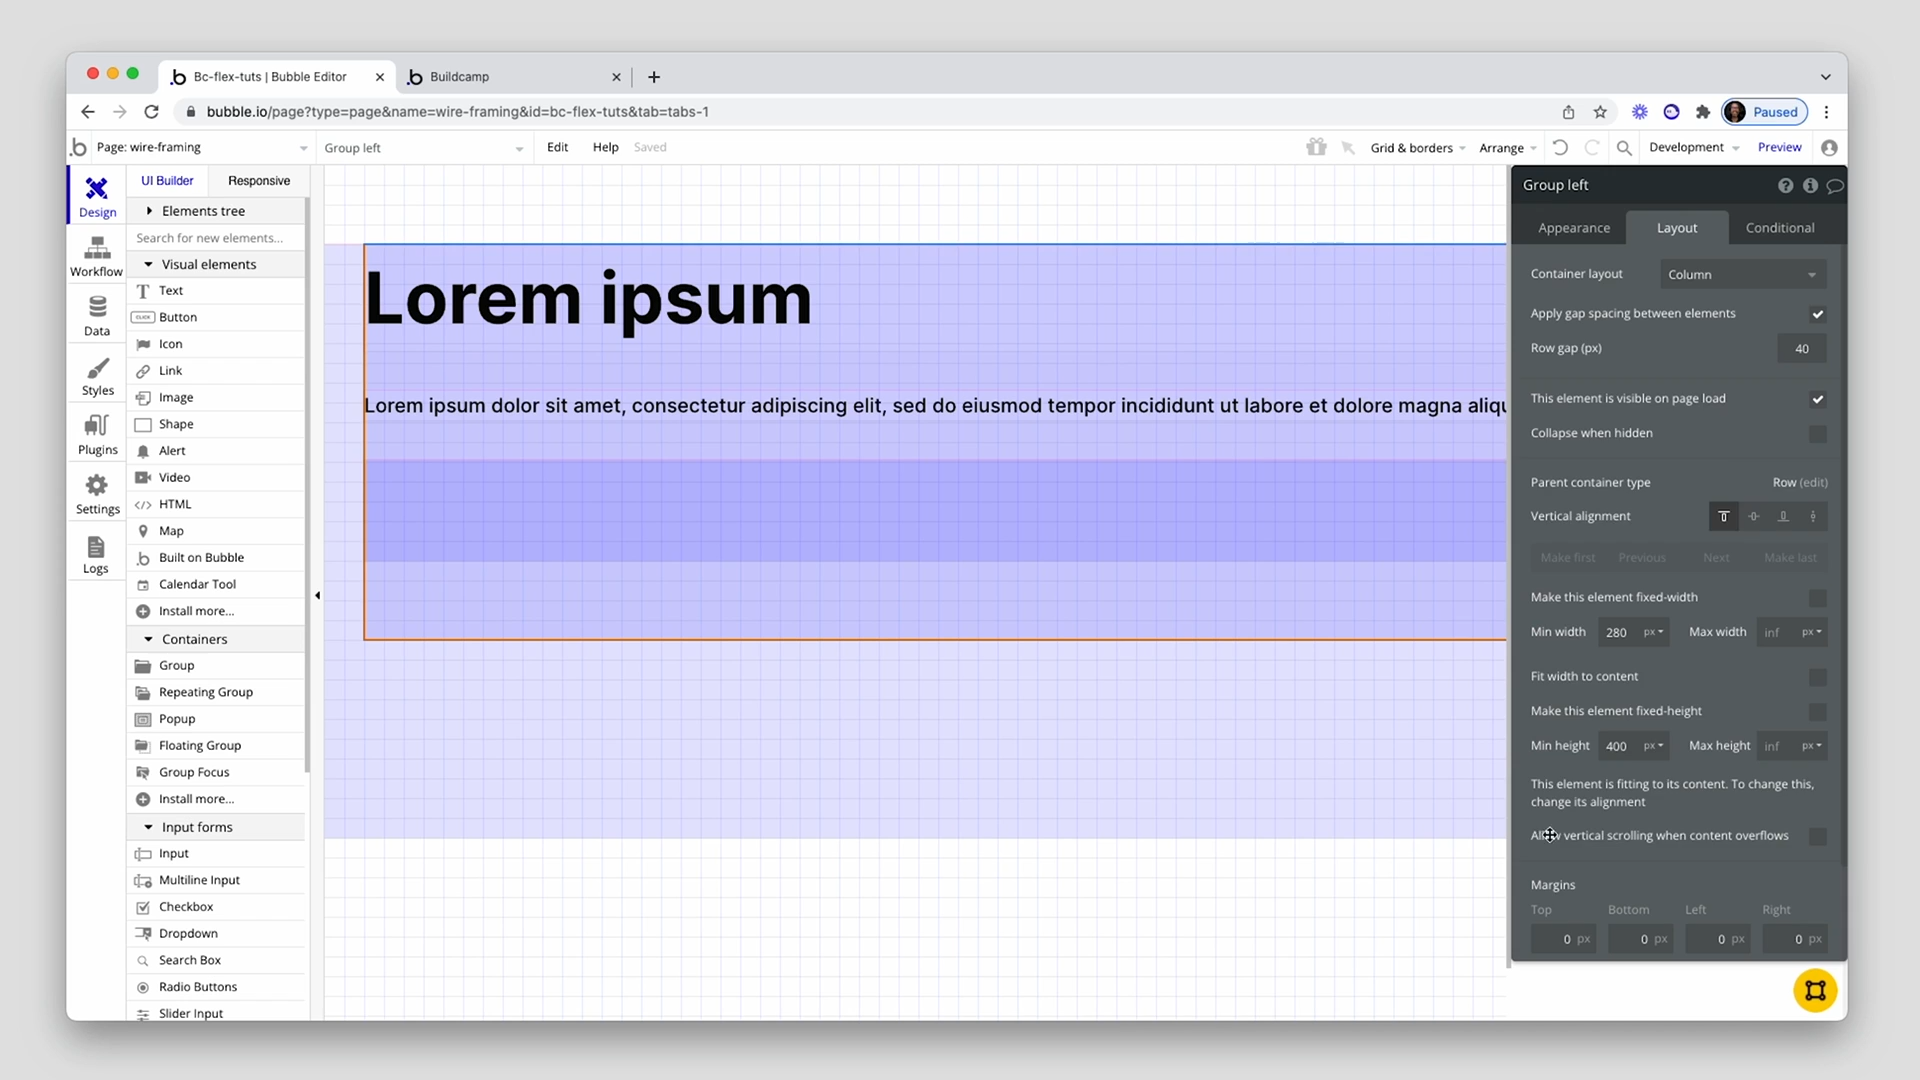 Bc-flex-tuts | Bubble Editor
Buildcamp
bubble.io/page?type=page&name=wire-framing&id=bc-flex-tuts&tab=tabs-1
Paused
Page: wire-framing
Group left
Edit
Help
Saved
Grid & borders
Arrange
Development
Preview
Design
Workflow
Data
Styles
Plugins
Settings
Logs
UI Builder
Responsive
Elements tree
Search for new elements...
Visual elements
Text
CLICK
Button
Icon
Link
Image
Shape
Alert
Video
HTML
Map
Built on Bubble
Calendar Tool
Install more...
Containers
Group
Repeating Group
Popup
Floating Group
Group Focus
Install more...
Input forms
Input
Multiline Input
Checkbox
Dropdown
Search Box
Radio Buttons
Slider Input
Lorem ipsum
Lorem ipsum dolor sit amet, consectetur adipiscing elit, sed do eiusmod tempor incididunt ut labore et dolore magna aliqu
Group left
Appearance
Layout
Conditional
Container layout
Column
Apply gap spacing between elements
Row gap (px)
40
This element is visible on page load
Collapse when hidden
Parent container type
Row (edit)
Vertical alignment
Make first
Previous
Next
Make last
Make this element fixed-width
Min width
280 px
Max width
inf px
Fit width to content
Make this element fixed-height
Min height
400 px
Max height
inf px
This element is fitting to its content. To change this,
change its alignment
vertical scrolling when content overflows
Margins
Top
Bottom
Left
Right
0 px
0 px
0 px
0 px